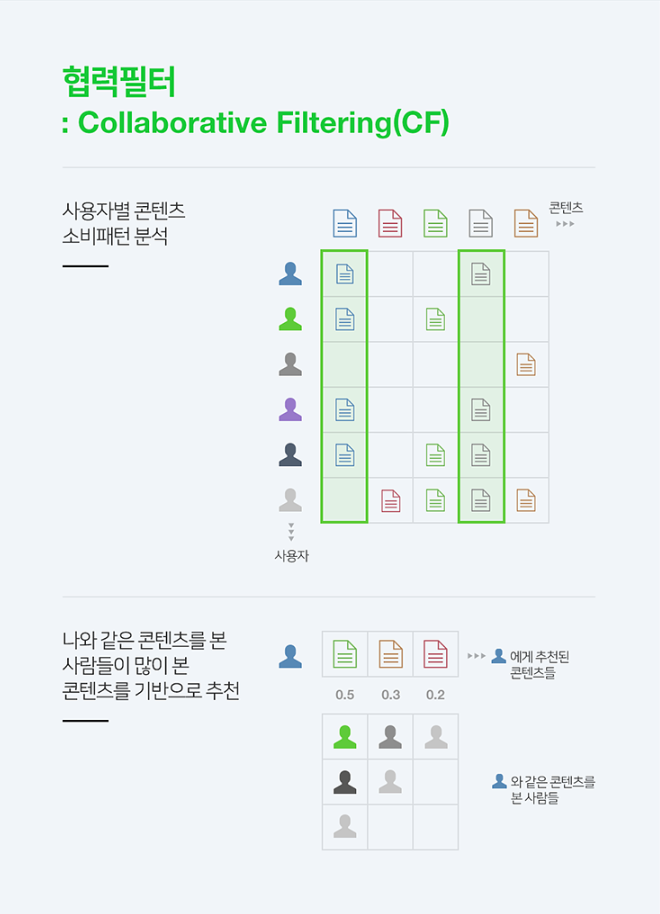 협력필터
: Collaborative Filtering(CF)
사용자별 콘텐츠
소비패턴 분석
콘텐츠
사용자
나와 같은 콘텐츠를 본
사람들이 많이 본
콘텐츠를 기반으로 추천
에게 추천된
콘텐츠들
0.5 0.3 0.2
와 같은 콘텐츠를
본 사람들